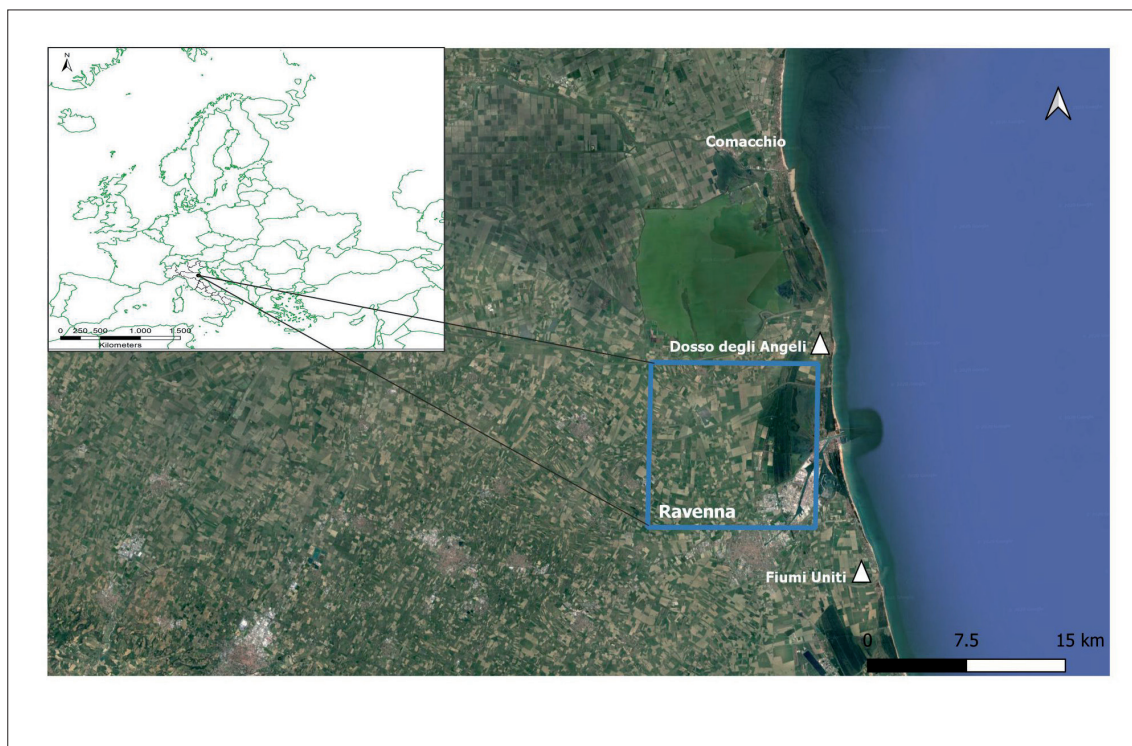 N
0 250 500 1.000 1.500
Kilometers
Comacchio
Dosso degli Angeli
Ravenna
Fiumi Uniti
0 7.5 15 km